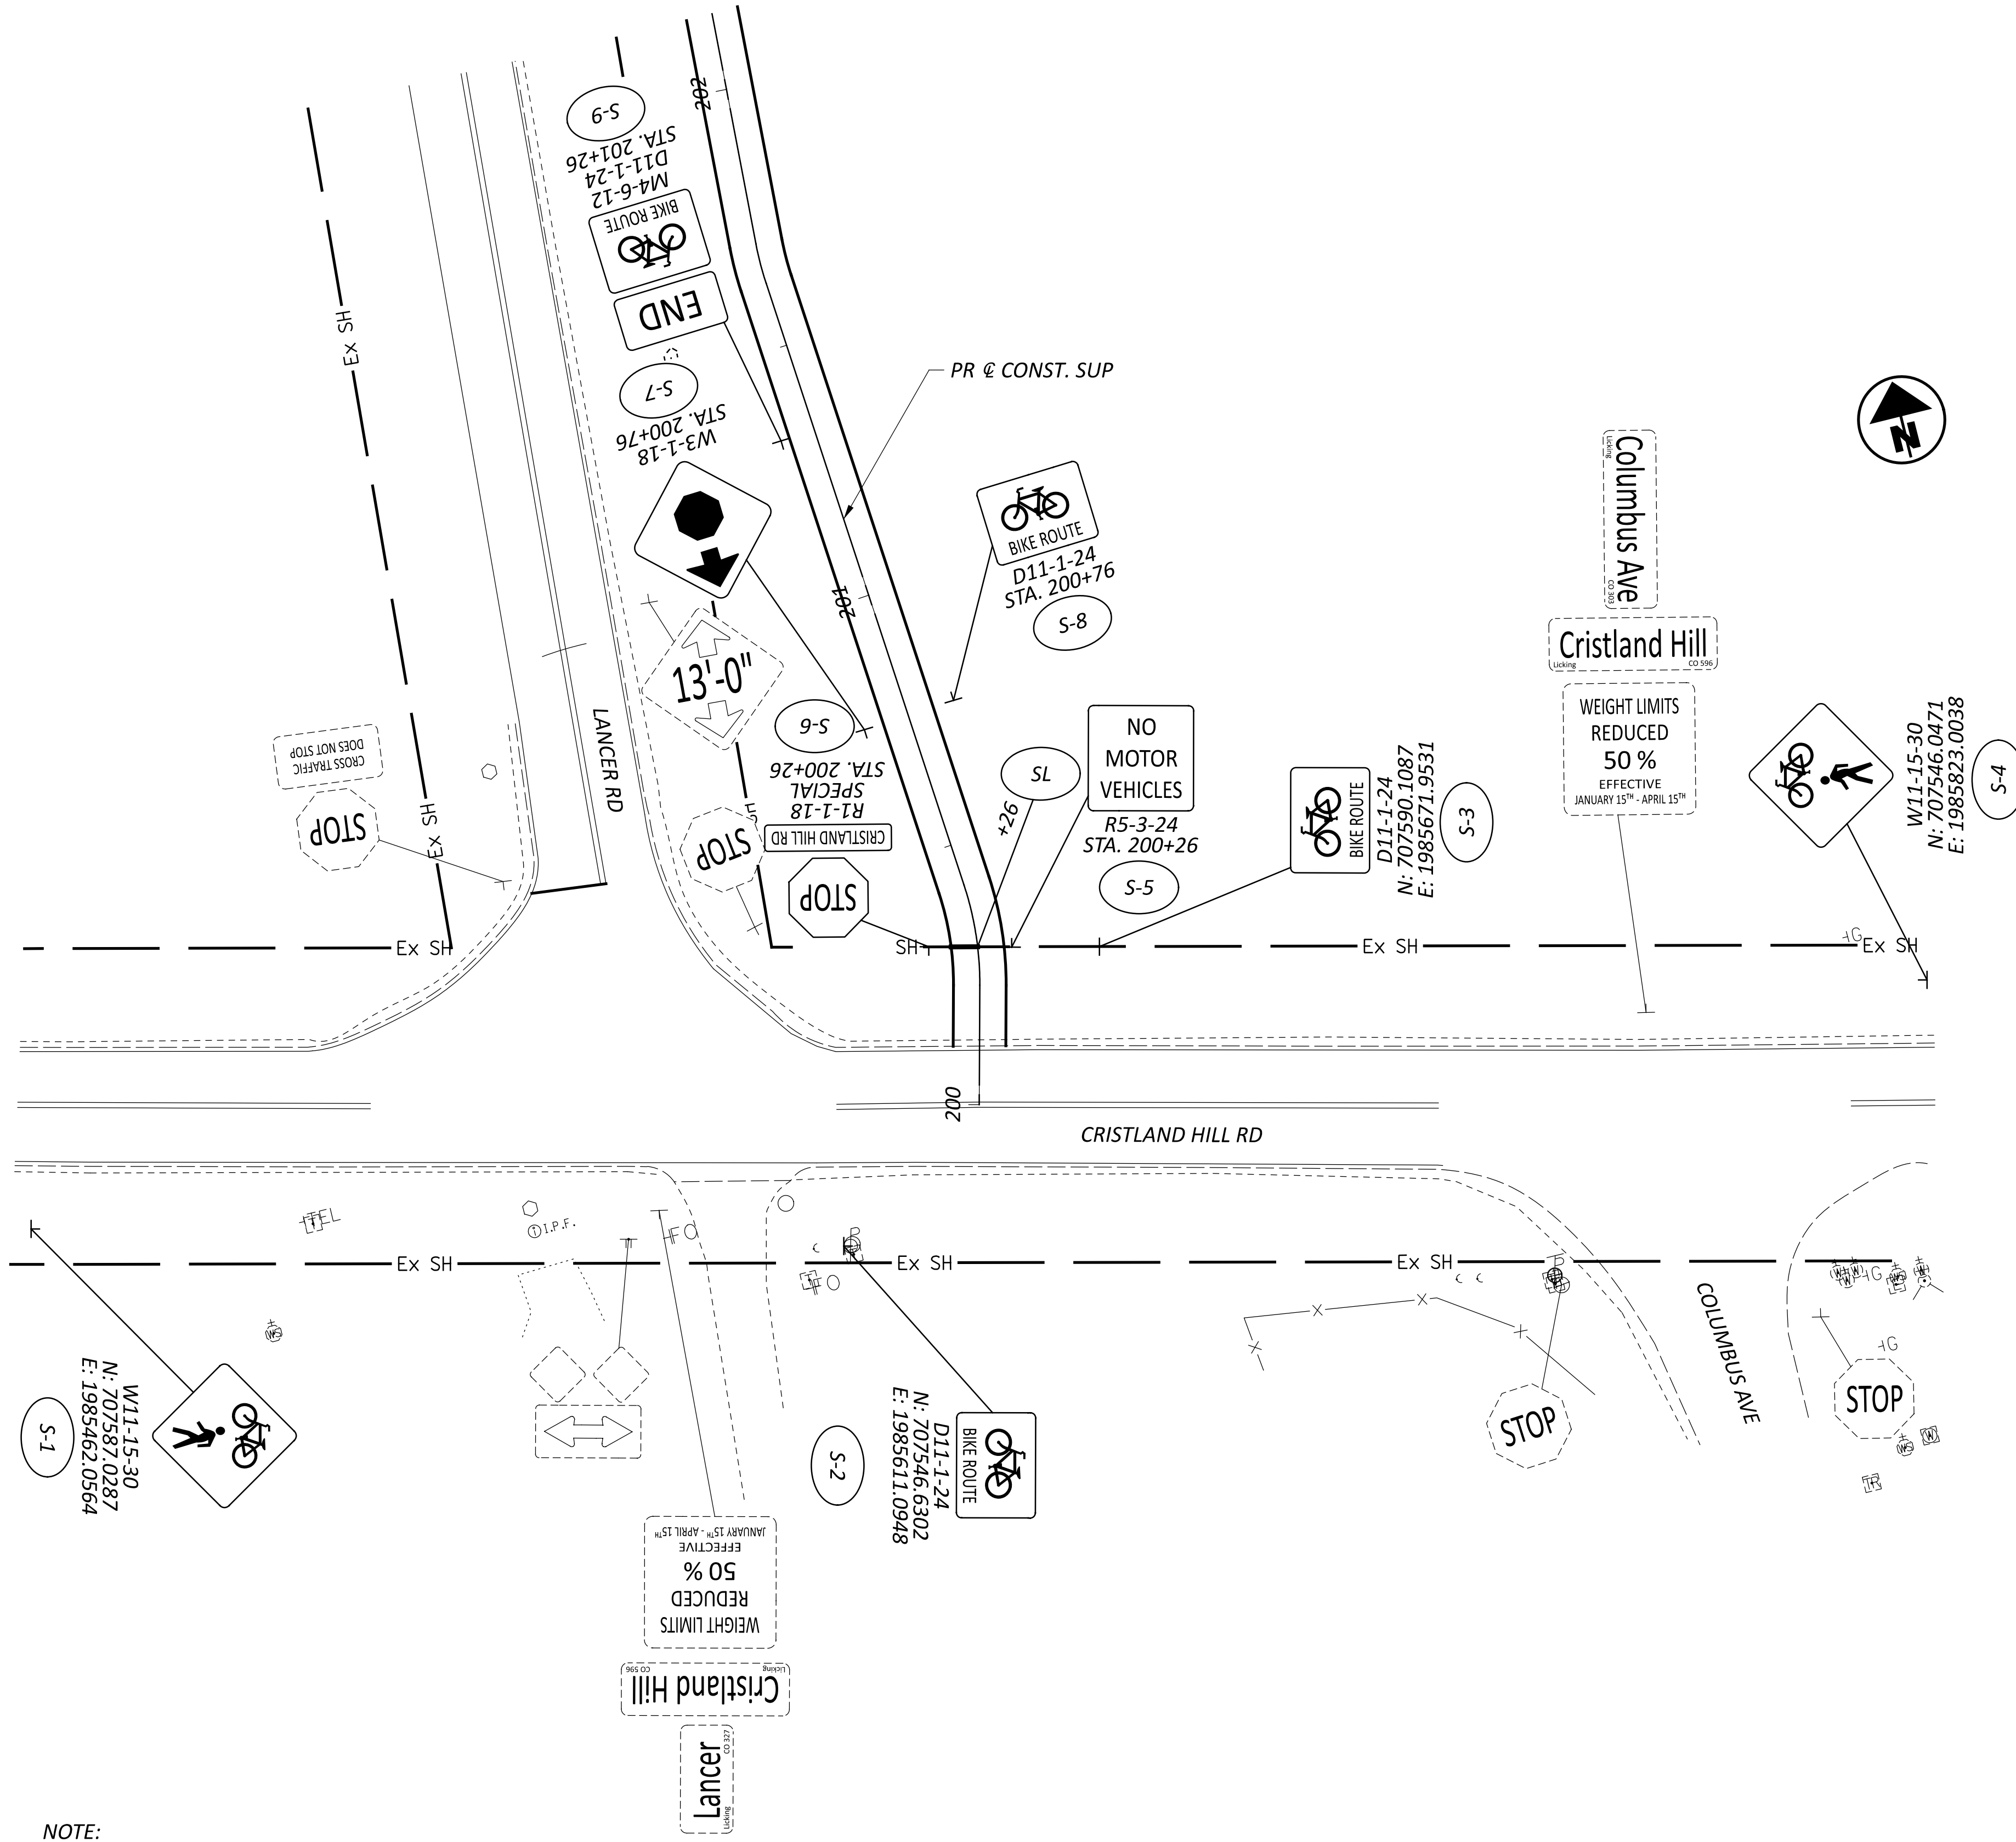 202
S-9
STA. 201+26
D11-1-24
M4-6-12
BIKE ROUTE
END
Ex SH
S-7
STA. 200+76
W3-1-18
PR ℄ CONST. SUP
N
BIKE ROUTE
D11-1-24
STA. 200+76
S-8
201
13'-0"
LANCER RD
Columbus Ave
Licking
CO 303
Cristland Hill
Licking
CO 596
WEIGHT LIMITS
REDUCED
50 %
EFFECTIVE
JANUARY 15TH - APRIL 15TH
W11-15-30
N: 707546.0471
E: 1985823.0038
S-4
CROSS TRAFFIC
DOES NOT STOP
STOP
Ex SH
STOP
S-6
STA. 200+26
SPECIAL
R1-1-18
CRISTLAND HILL RD
STOP
SL
+26
NO
MOTOR
VEHICLES
R5-3-24
STA. 200+26
S-5
BIKE ROUTE
D11-1-24
N: 707590.1087
E: 1985671.9531
S-3
Ex SH
SH
Ex SH
G
Ex SH
200
CRISTLAND HILL RD
TEL
I.P.F.
FO
Ex SH
Ex SH
Ex SH
COLUMBUS AVE
W11-15-30
N: 707587.0287
E: 1985462.0564
S-1
S-2
D11-1-24
N: 707546.6302
E: 1985611.0948
BIKE ROUTE
STOP
STOP
G
G
WS
WS
W
TR
WEIGHT LIMITS
REDUCED
50 %
EFFECTIVE
JANUARY 15TH - APRIL 15TH
Cristland Hill
Licking
CO 596
Lancer
Licking
CO 327
NOTE: